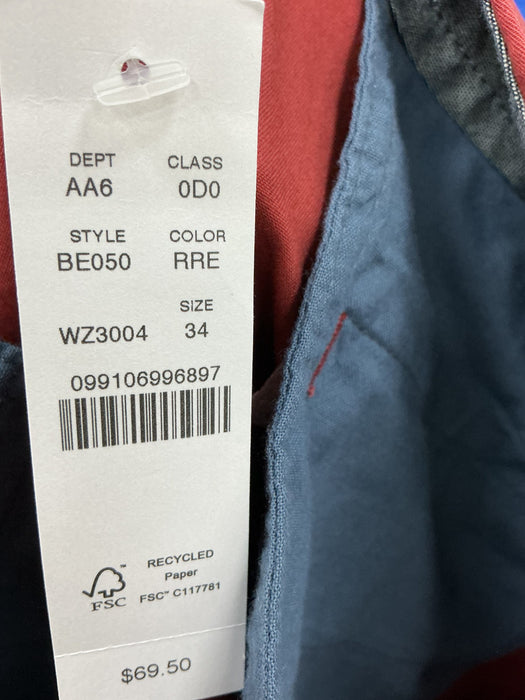 DEPT CLASS
AA6 0D0
STYLE COLOR
BE050 RRE
SIZE
WZ3004 34
099106996897
RECYCLED
Paper
FSC™ C117781
FSC
$69.50